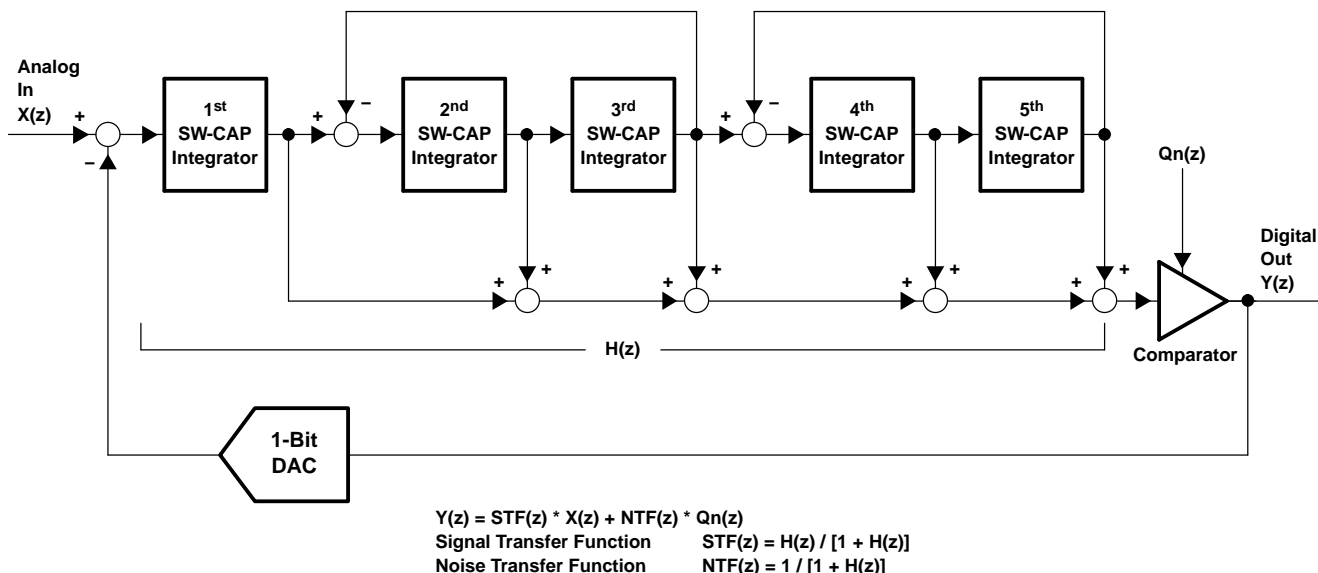 Analog
In
X(z)
+
−
1st
SW-CAP
Integrator
+
−
2nd
SW-CAP
Integrator
3rd
SW-CAP
Integrator
+
−
4th
SW-CAP
Integrator
5th
SW-CAP
Integrator
Qn(z)
Digital
Out
Y(z)
+
+
+
+
+
+
+
+
Comparator
H(z)
1-Bit
DAC
Y(z) = STF(z) * X(z) + NTF(z) * Qn(z)
Signal Transfer Function STF(z) = H(z) / [1 + H(z)]
Noise Transfer Function NTF(z) = 1 / [1 + H(z)]